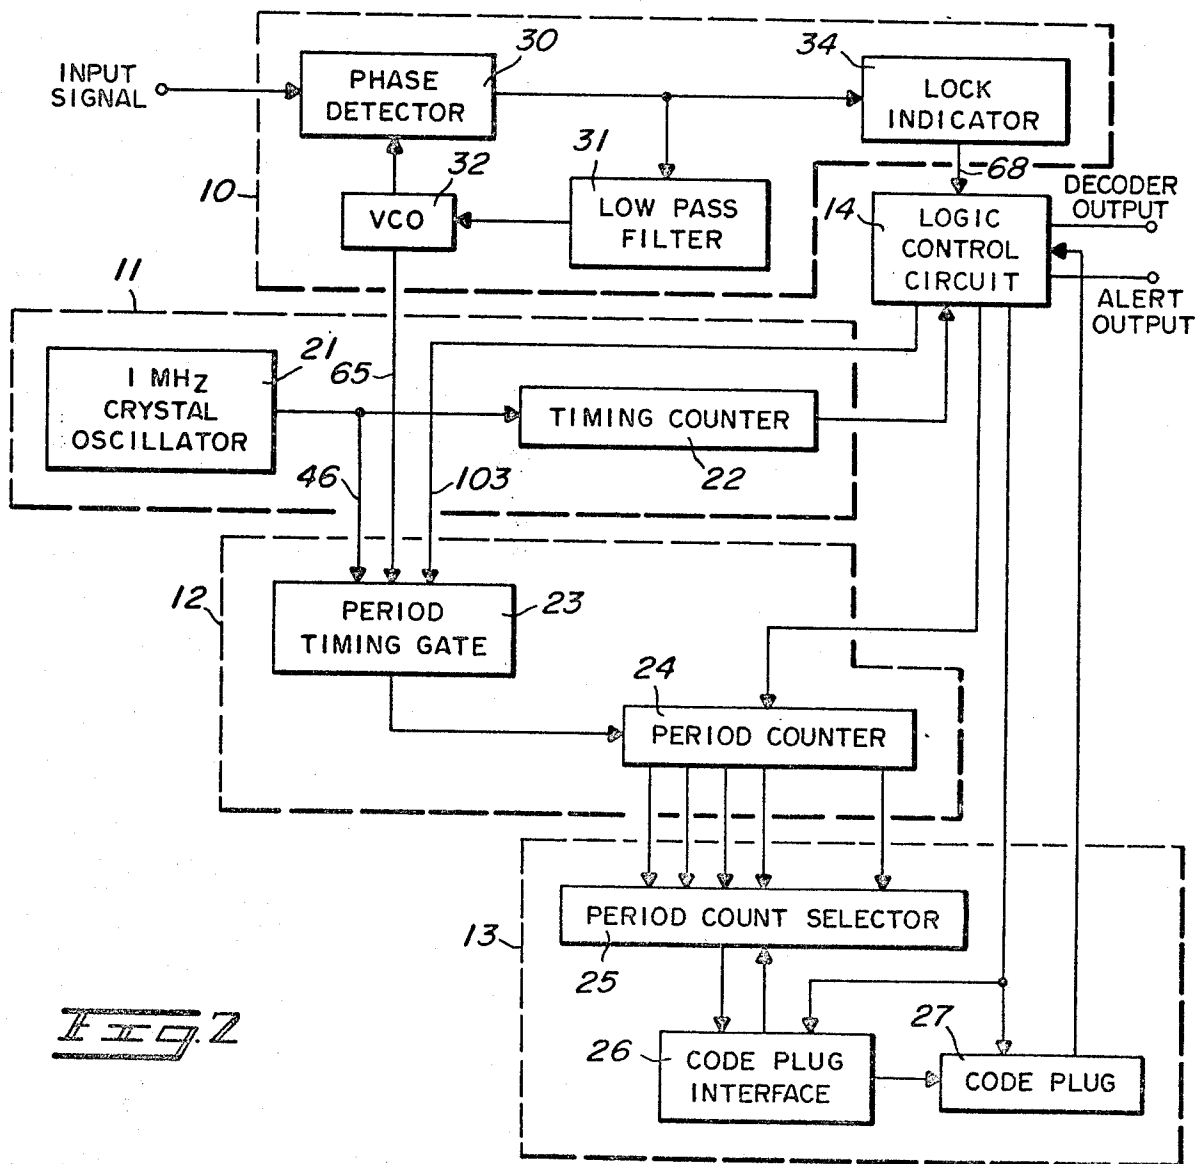 30
34
INPUT
SIGNAL
PHASE
DETECTOR
LOCK
INDICATOR
10
32
31
68
VCO
LOW PASS
FILTER
14
LOGIC
CONTROL
CIRCUIT
DECODER
OUTPUT
ALERT
OUTPUT
11
21
65
1 MHz
CRYSTAL
OSCILLATOR
TIMING COUNTER
22
46
103
12
PERIOD
TIMING GATE
23
24
PERIOD COUNTER
13
PERIOD COUNT SELECTOR
25
26
CODE PLUG
INTERFACE
27
CODE PLUG
Fig. 2